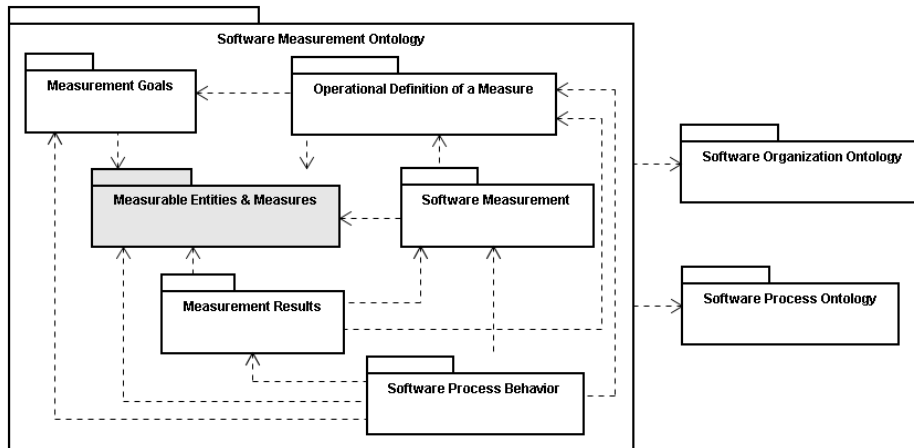 Software Measurement Ontology
Measurement Goals
Operational Definition of a Measure
Software Organization Ontology
Measurable Entities & Measures
Software Measurement
Measurement Results
Software Process Ontology
Software Process Behavior